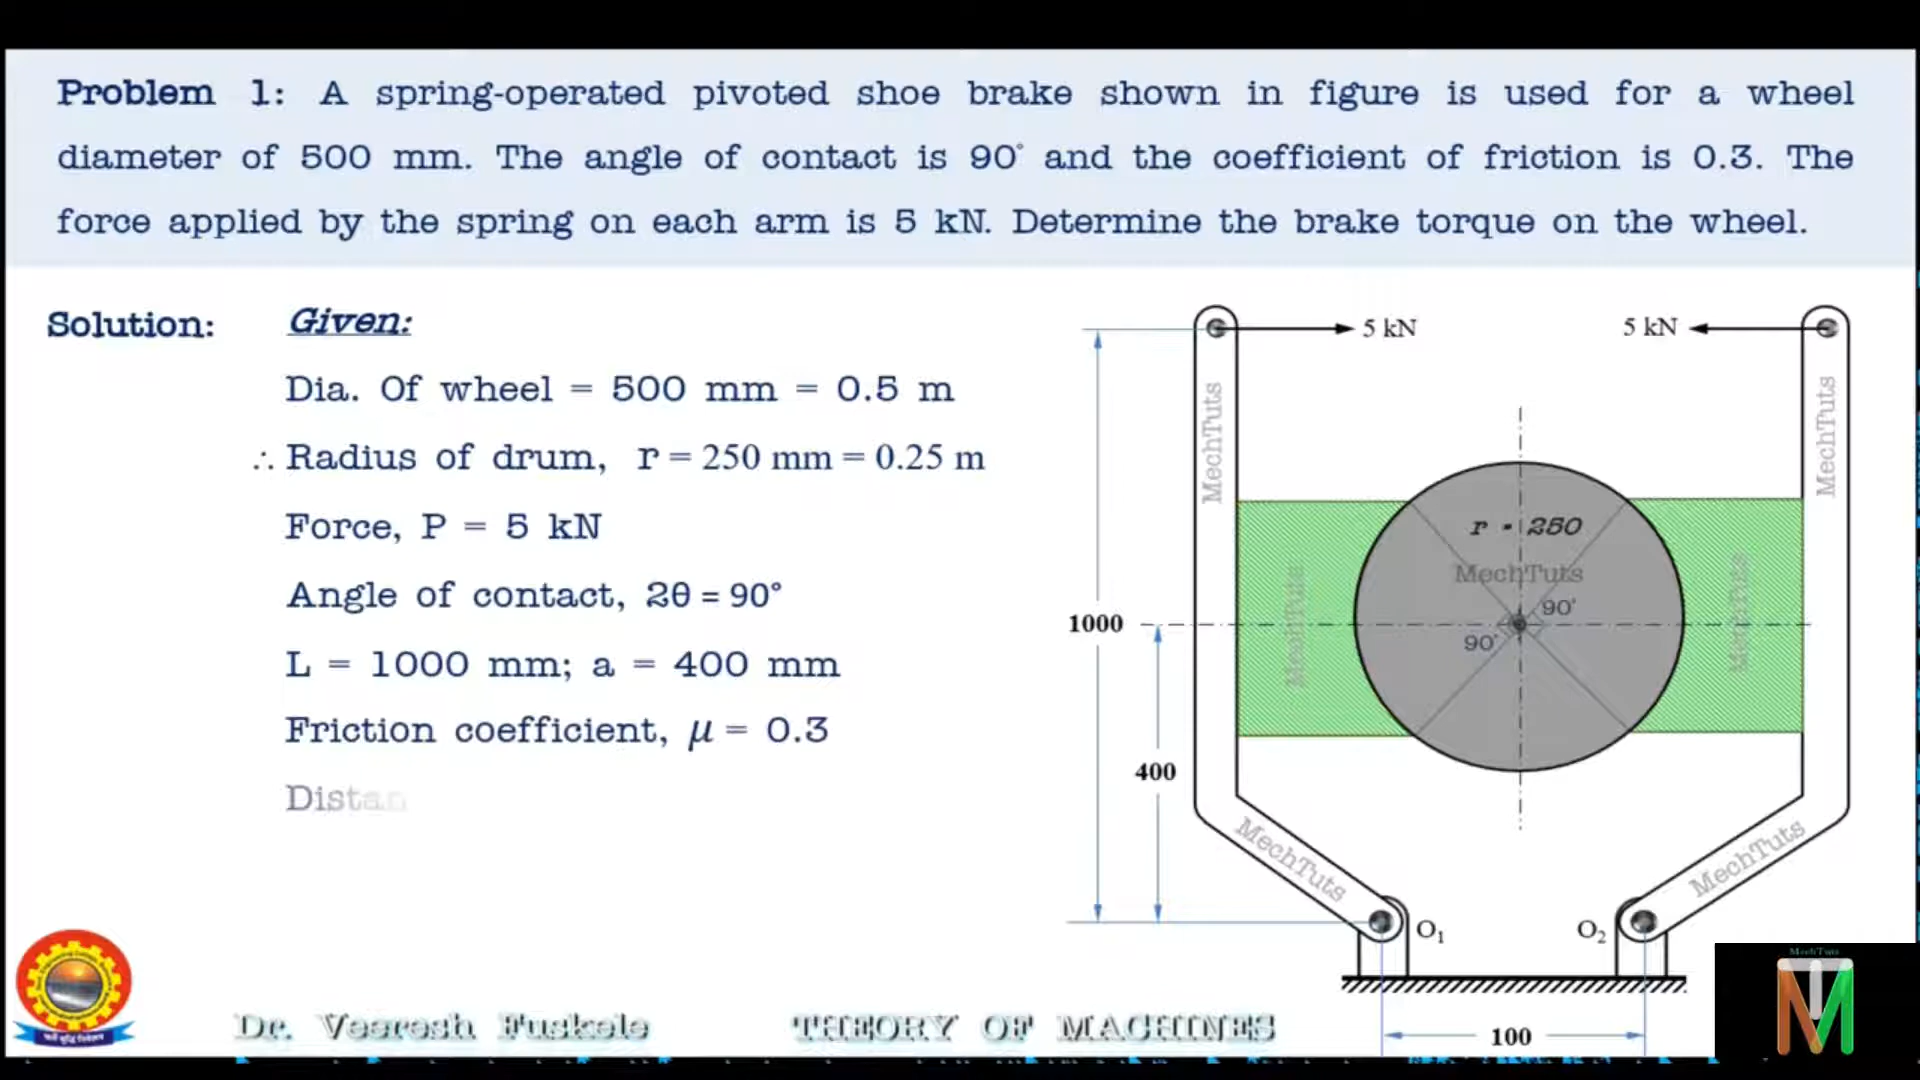 Problem 1: A spring-operated pivoted shoe brake shown in figure is used for a wheel
diameter of 500 mm. The angle of contact is 90° and the coefficient of friction is 0.3. The
force applied by the spring on each arm is 5 kN. Determine the brake torque on the wheel.
Solution: Given:
Dia. Of wheel = 500 mm = 0.5 m
∴ Radius of drum, r = 250 mm = 0.25 m
Force, P = 5 kN
Angle of contact, 2θ = 90°
L = 1000 mm; a = 400 mm
Friction coefficient, μ = 0.3
Distan
5 kN
5 kN
MechTuts
MechTuts
r = 250
MechTuts
90°
90°
MechTuts
MechTuts
1000
400
MechTuts
MechTuts
O₁
O₂
100
Dr. Veeresh Fuskele
THEORY OF MACHINES
MechTuts
MT